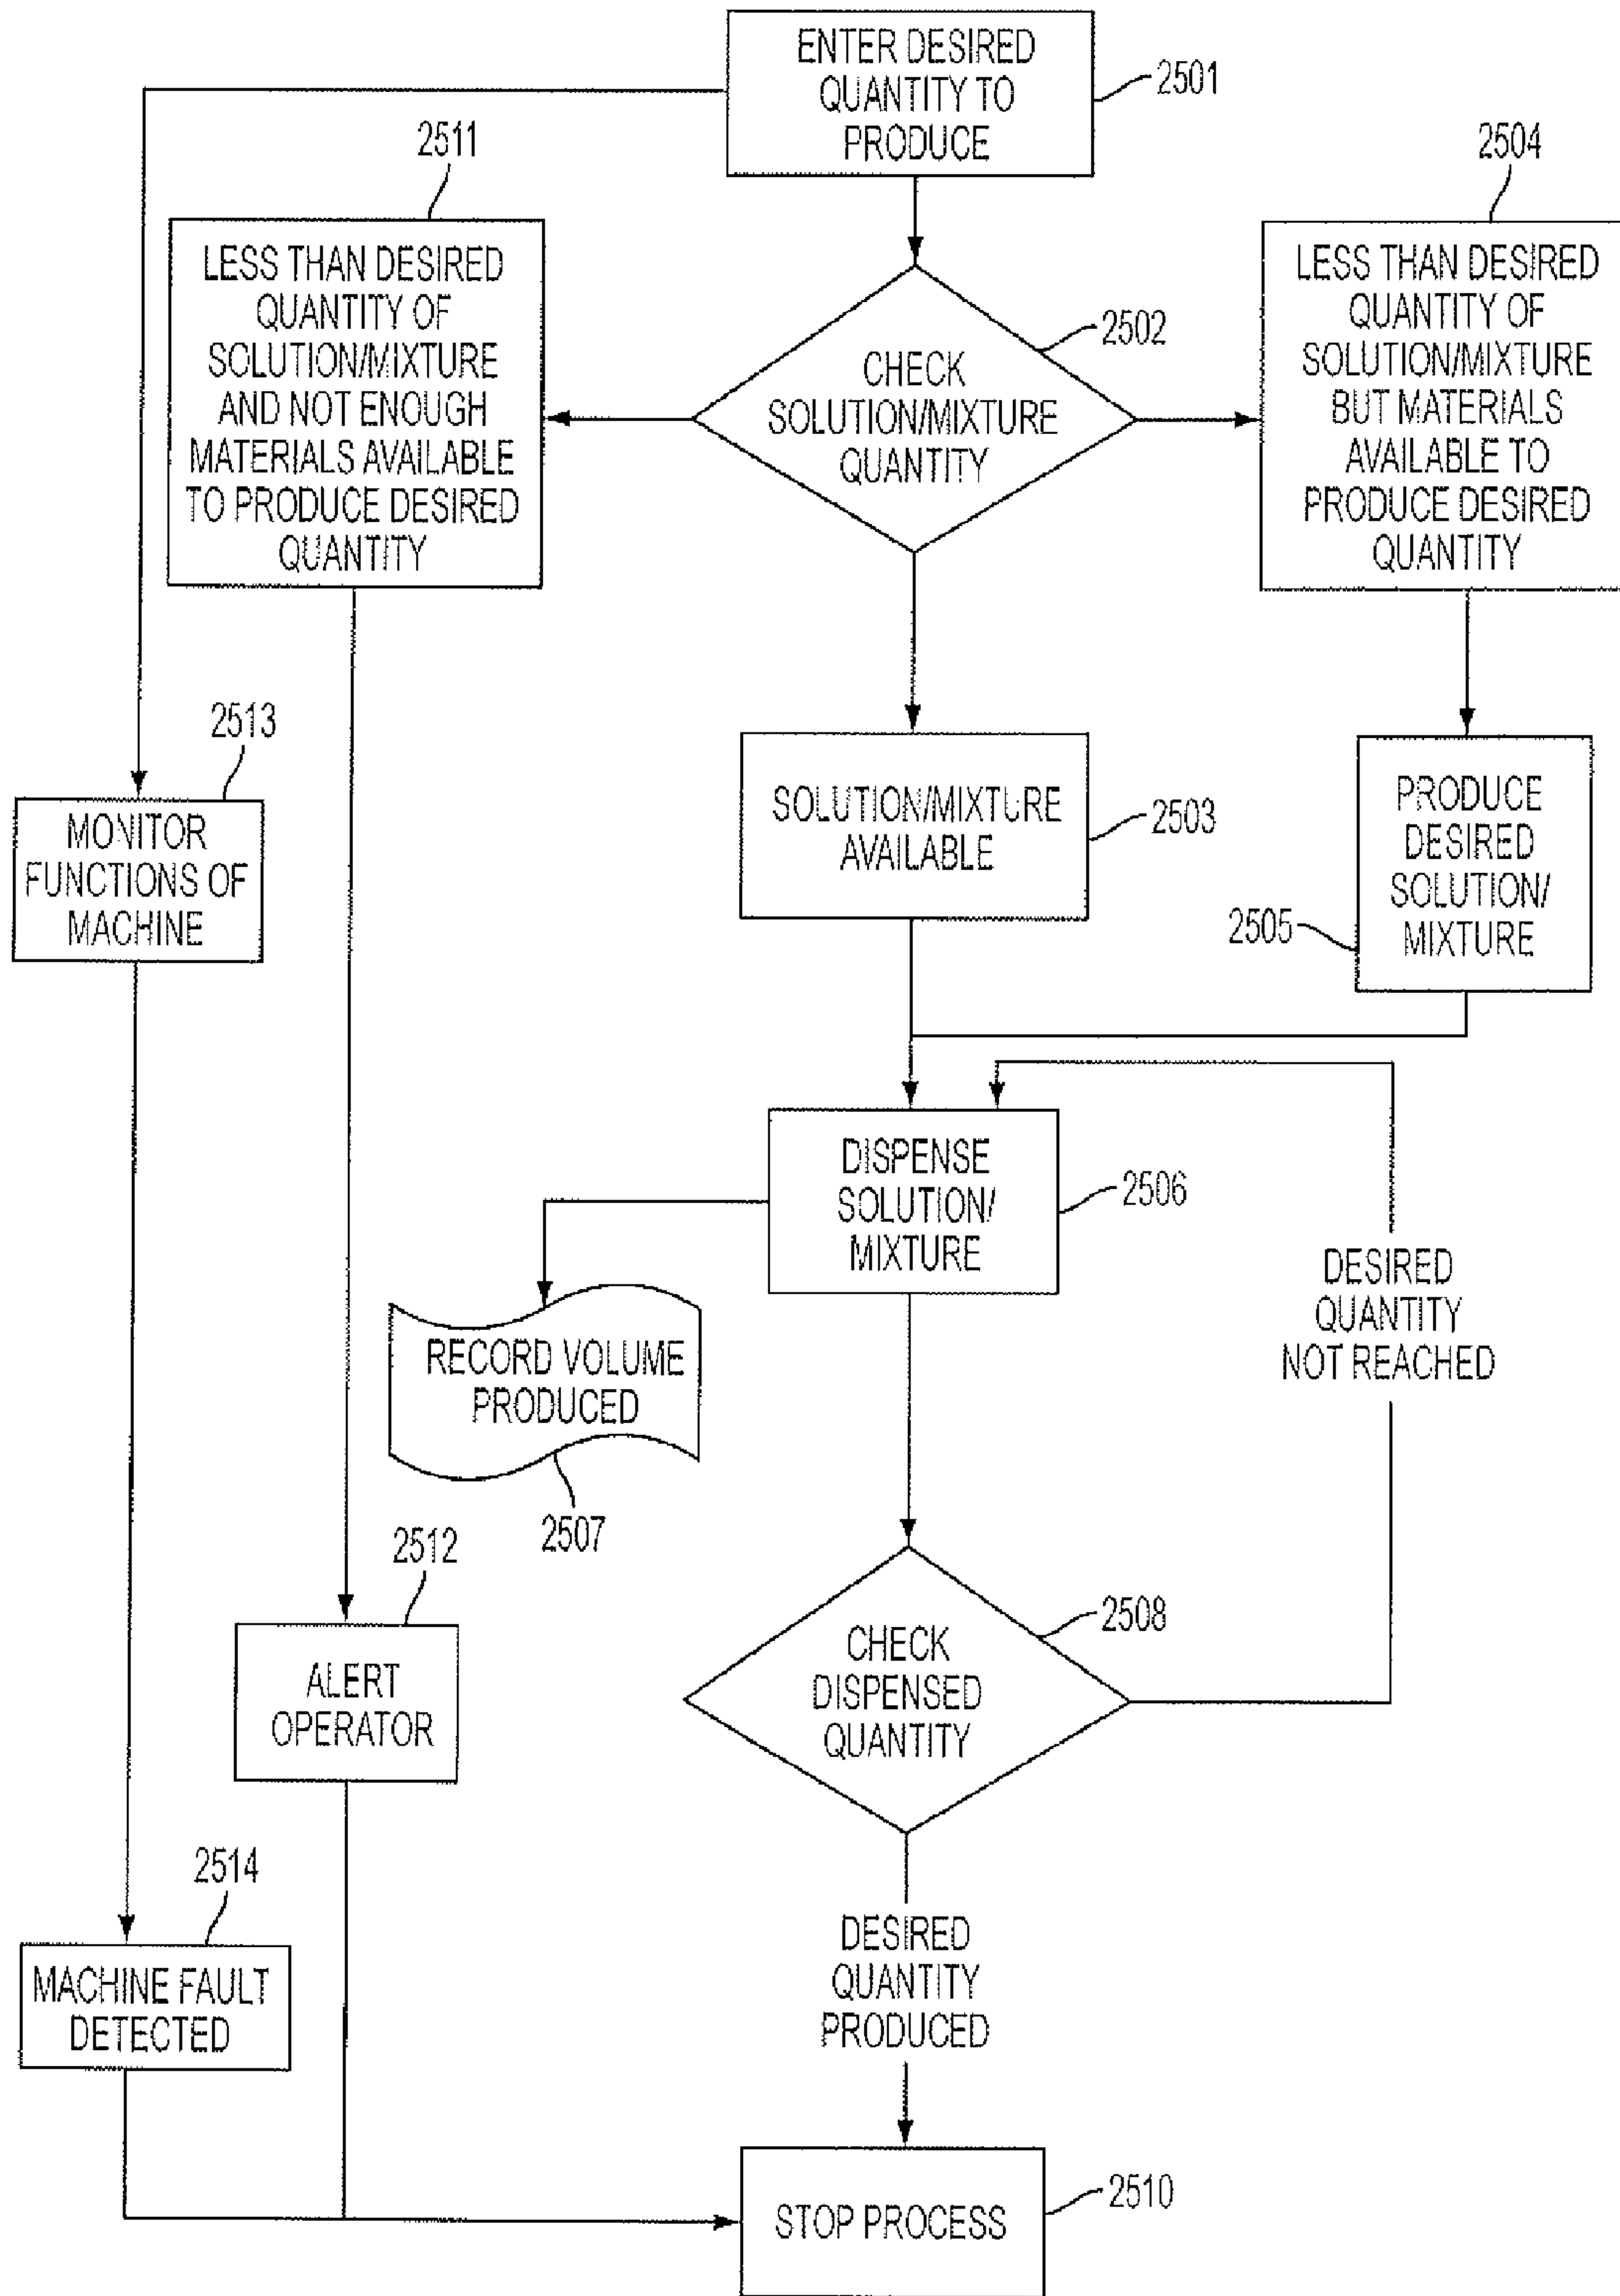 ENTER DESIRED
QUANTITY TO
PRODUCE
2501
2511
LESS THAN DESIRED
QUANTITY OF
SOLUTION/MIXTURE
AND NOT ENOUGH
MATERIALS AVAILABLE
TO PRODUCE DESIRED
QUANTITY
2502
CHECK
SOLUTION/MIXTURE
QUANTITY
2504
LESS THAN DESIRED
QUANTITY OF
SOLUTION/MIXTURE
BUT MATERIALS
AVAILABLE TO
PRODUCE DESIRED
QUANTITY
2513
MONITOR
FUNCTIONS OF
MACHINE
SOLUTION/MIXTURE
AVAILABLE
2503
PRODUCE
DESIRED
SOLUTION/
MIXTURE
2505
DISPENSE
SOLUTION/
MIXTURE
2506
RECORD VOLUME
PRODUCED
2507
DESIRED
QUANTITY
NOT REACHED
2512
ALERT
OPERATOR
CHECK
DISPENSED
QUANTITY
2508
2514
MACHINE FAULT
DETECTED
DESIRED
QUANTITY
PRODUCED
STOP PROCESS
2510